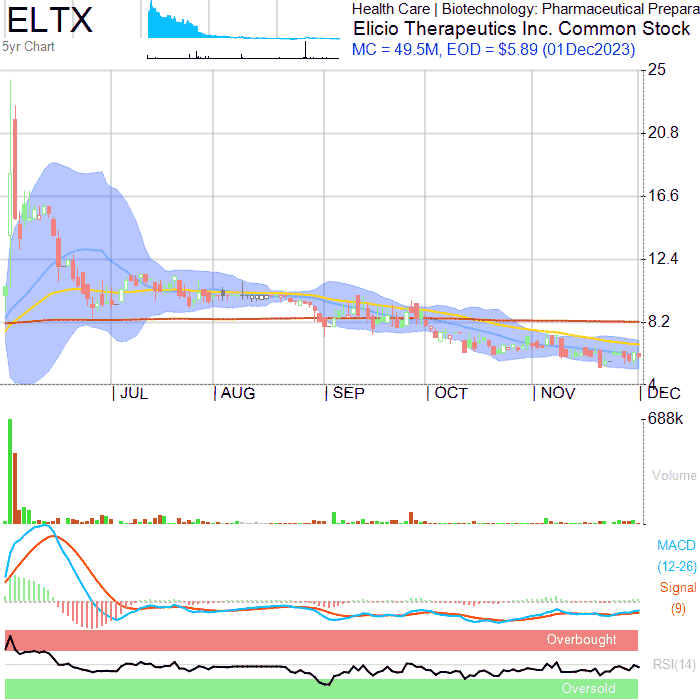 ELTX
5yr Chart
Health Care | Biotechnology: Pharmaceutical Prepara
Elicio Therapeutics Inc. Common Stock
MC = 49.5M, EOD = $5.89 (01Dec2023)
25
20.8
16.6
12.4
8.2
4
JUL AUG SEP OCT NOV DEC
688k
Volume
MACD
(12-26)
Signal
(9)
Overbought
RSI(14)
Oversold